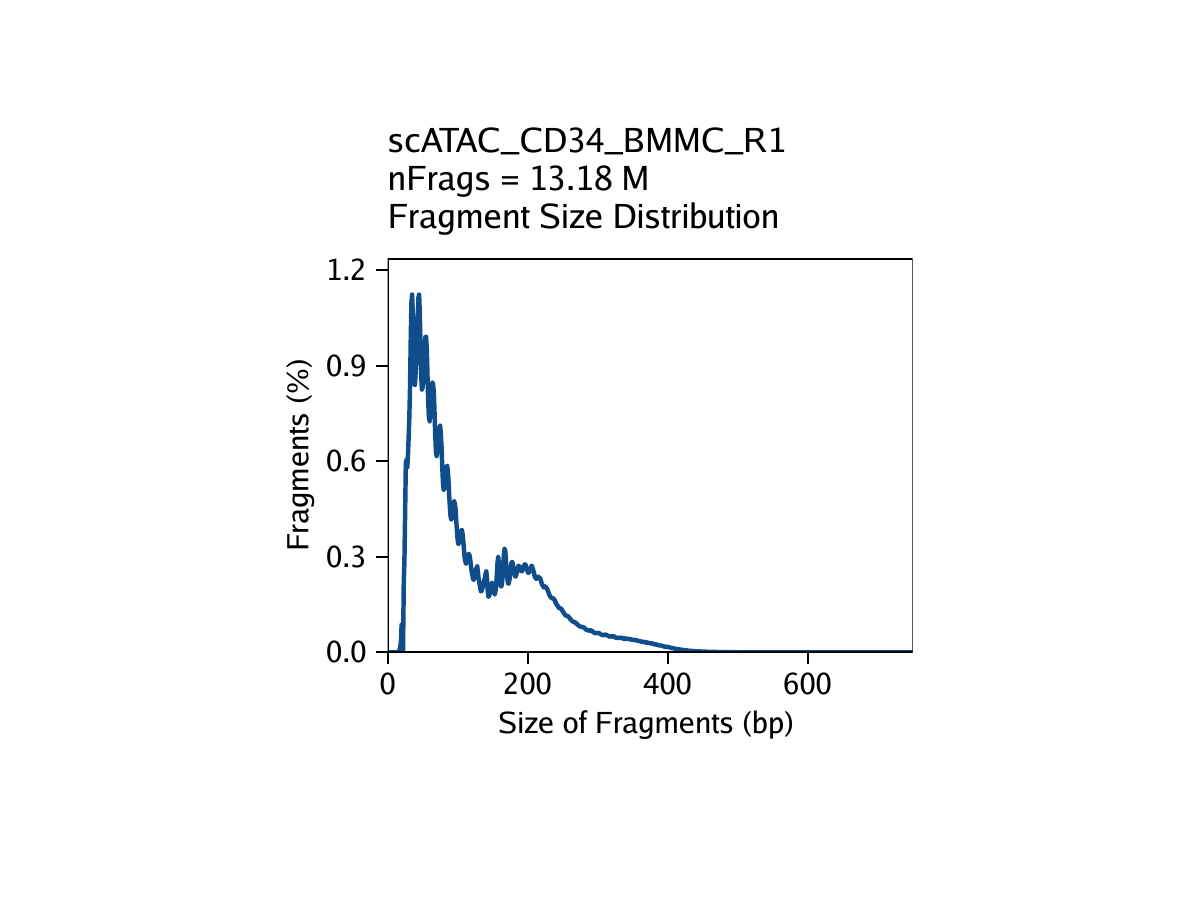 scATAC_CD34_BMMC_R1
nFrags = 13.18 M
Fragment Size Distribution
1.2
0.9
0.6
0.3
0.0
Fragments (%)
0 200 400 600
Size of Fragments (bp)